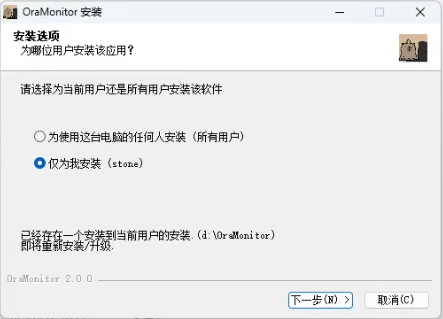 OraMonitor 安装
安装选项
为哪位用户安装该应用？
请选择为当前用户还是所有用户安装该软件
为使用这台电脑的任何人安装（所有用户）
仅为我安装（stone）
已经存在一个安装到当前用户的安装.(d:\OraMonitor)
即将重新安装/升级.
OraMonitor 2.0.0
下一步(N) >
取消(C)